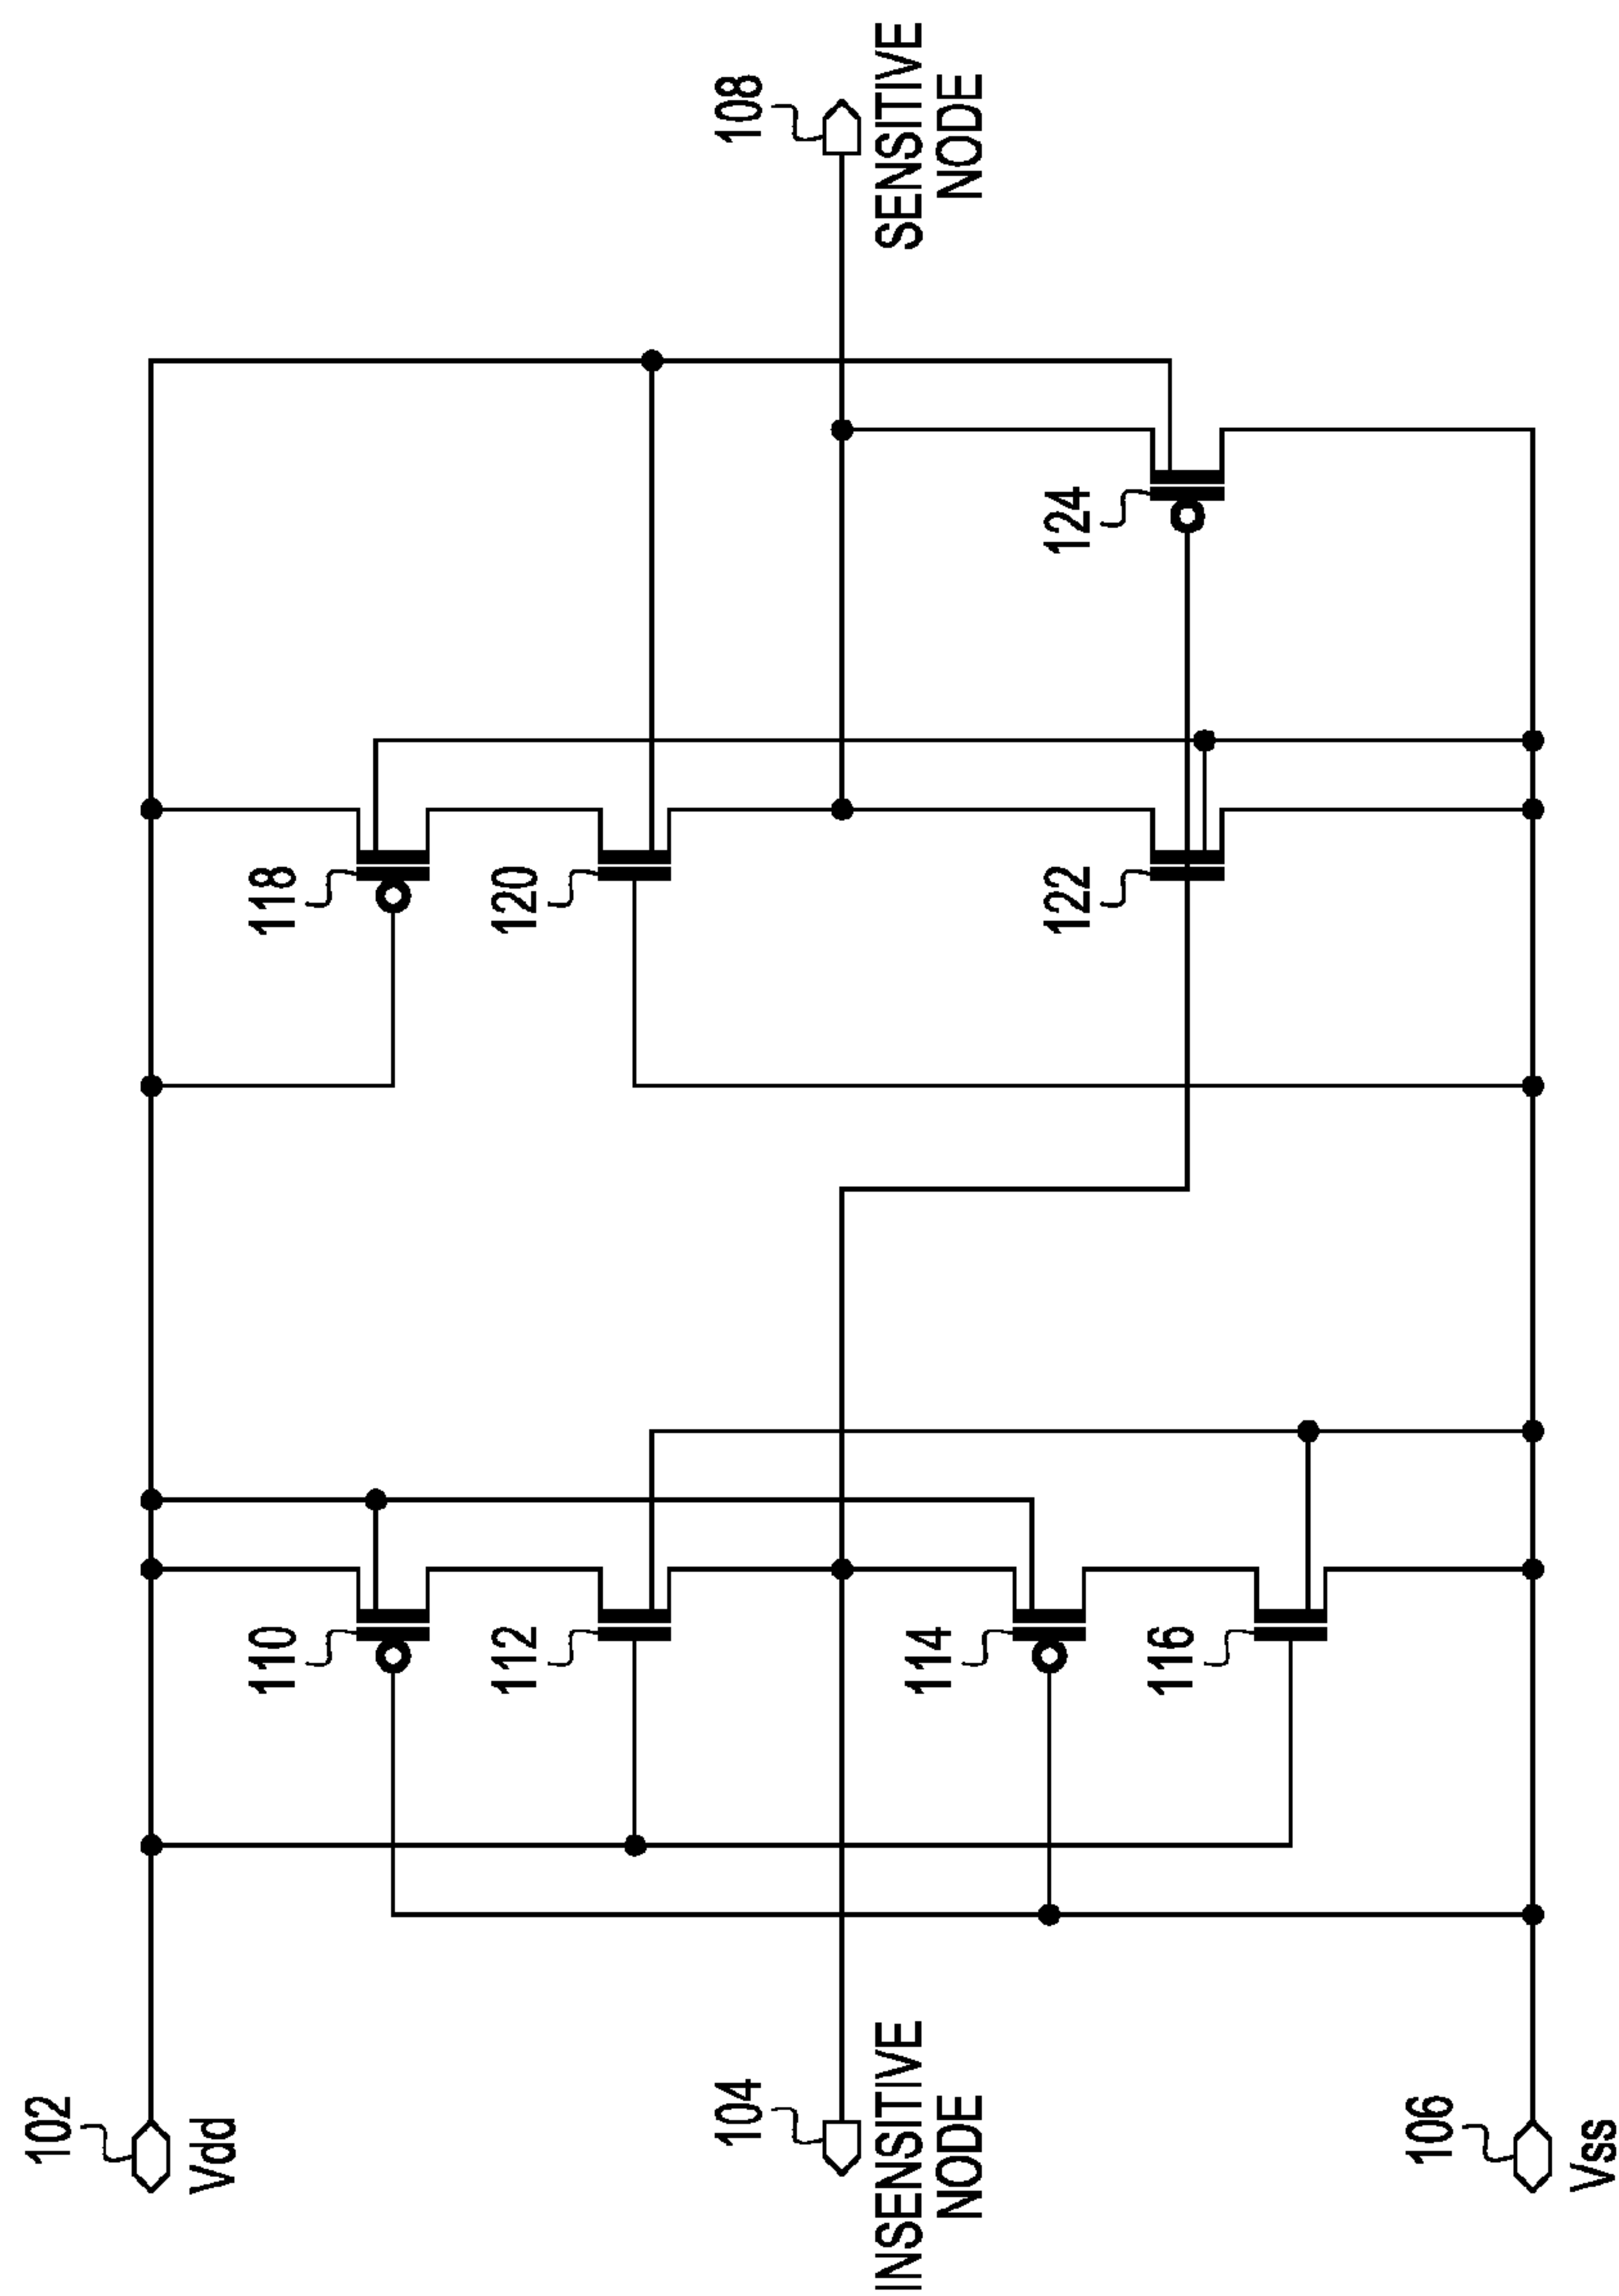 102
Vdd
110
112
118
120
104
INSENSITIVE
NODE
108
SENSITIVE
NODE
114
116
122
124
106
Vss